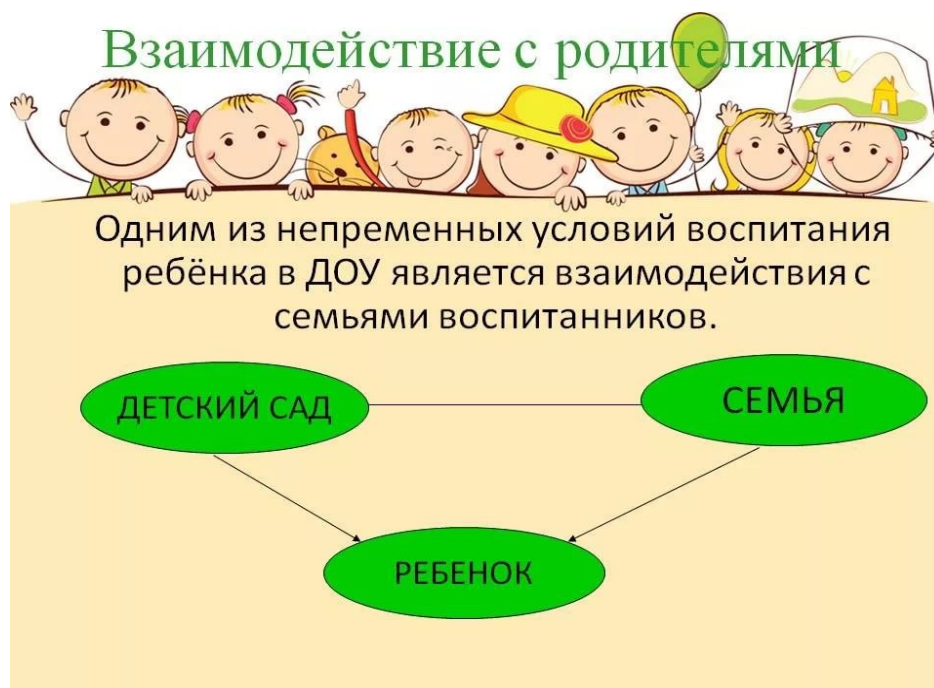 Взаимодействие с родителями
Одним из непременных условий воспитания
ребёнка в ДОУ является взаимодействия с
семьями воспитанников.
ДЕТСКИЙ САД
СЕМЬЯ
РЕБЕНОК